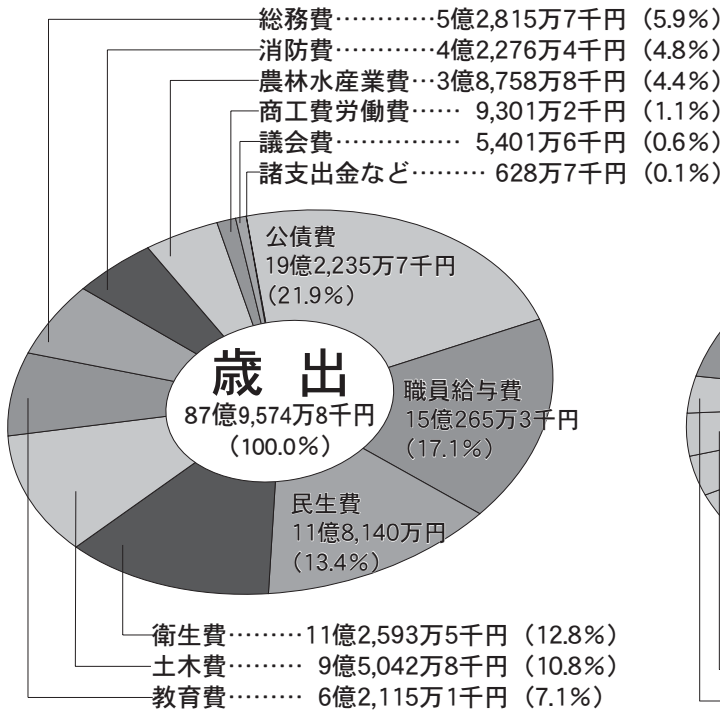 総務費…………5億2,815万7千円（5.9%）
消防費…………4億2,276万4千円（4.8%）
農林水産業費…3億8,758万8千円（4.4%）
商工費労働費…… 9,301万2千円（1.1%）
議会費…………… 5,401万6千円（0.6%）
諸支出金など……… 628万7千円（0.1%）
公債費
19億2,235万7千円
（21.9%）
歳 出
87億9,574万8千円
（100.0%）
職員給与費
15億265万3千円
（17.1%）
民生費
11億8,140万円
（13.4%）
衛生費………11億2,593万5千円（12.8%）
土木費……… 9億5,042万8千円（10.8%）
教育費……… 6億2,115万1千円（7.1%）